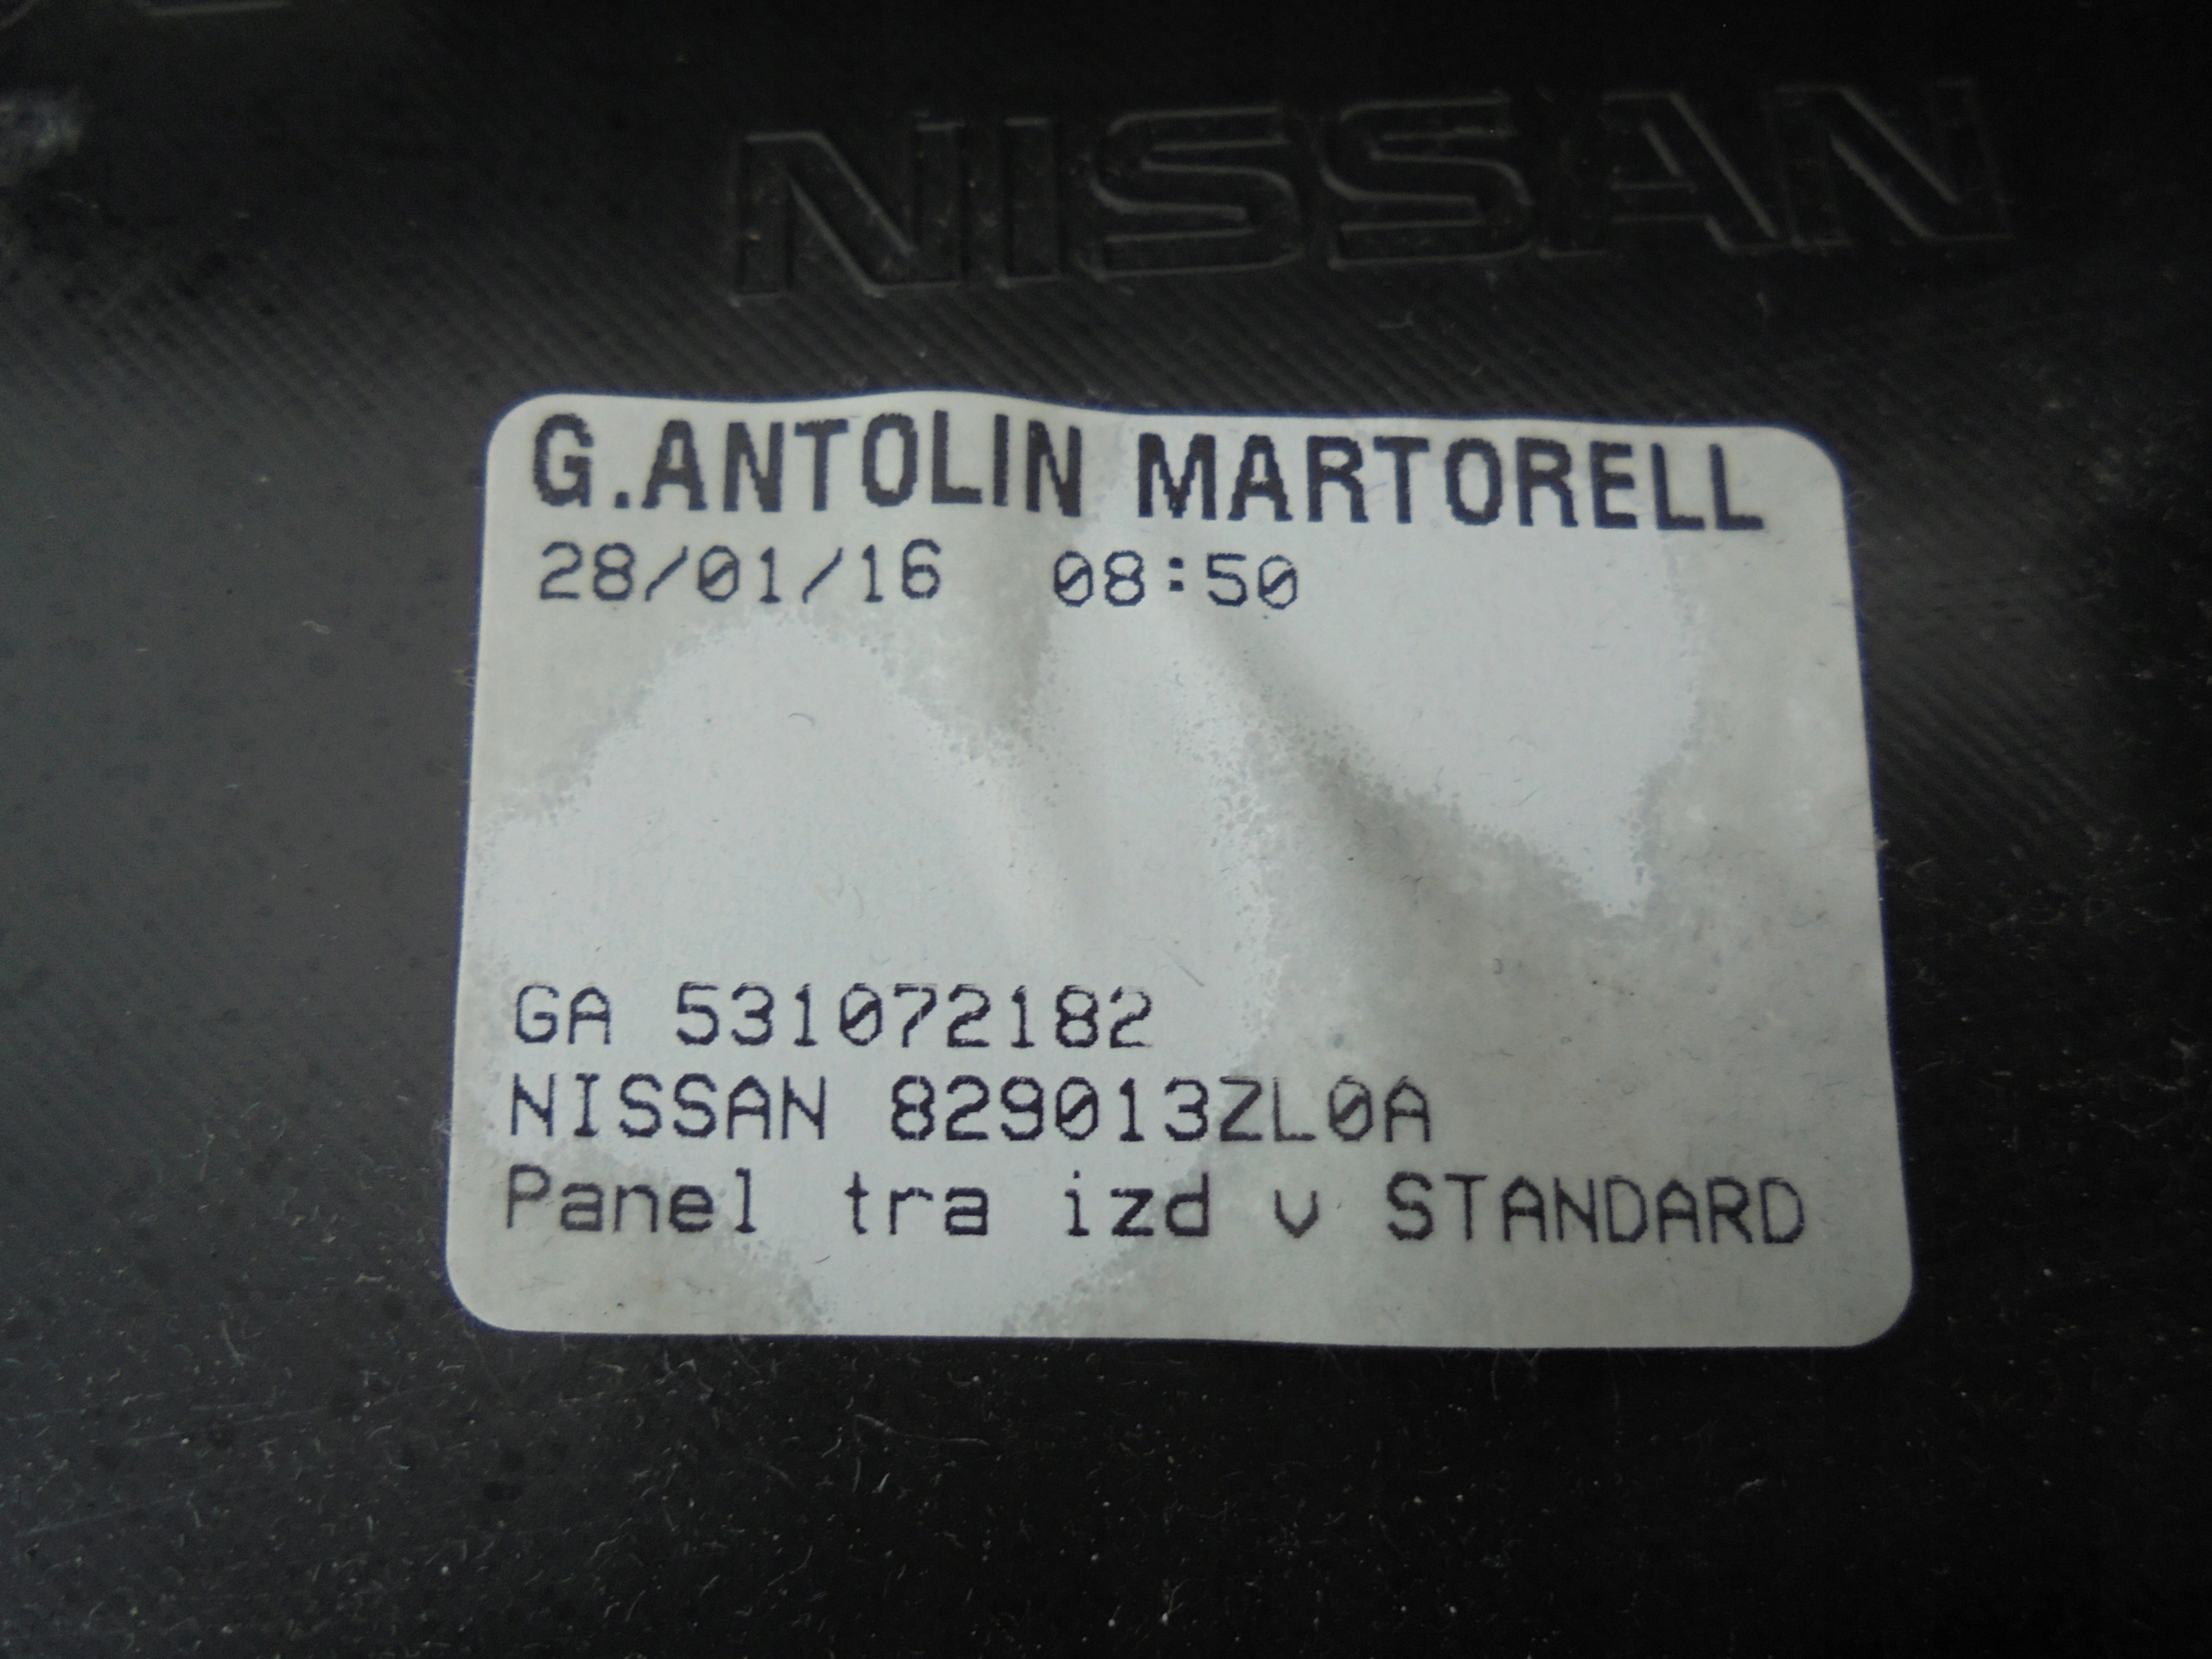 NISSAN
G.ANTOLIN MARTORELL
28/01/16 08:50
GA 531072182
NISSAN 829013ZL0A
Panel tra izd v STANDARD